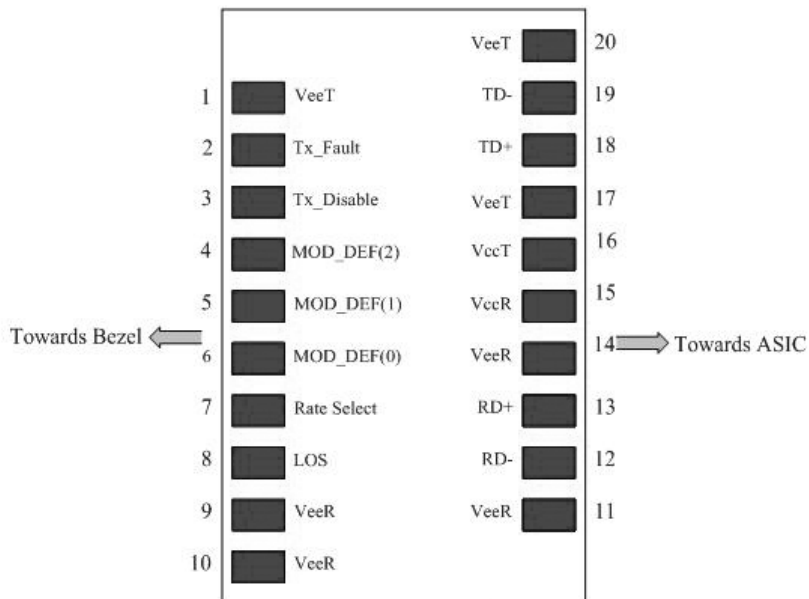 VeeT 20
1 VeeT TD- 19
2 Tx_Fault TD+ 18
3 Tx_Disable VeeT 17
4 MOD_DEF(2) VccT 16
5 MOD_DEF(1) VccR 15
Towards Bezel 6 MOD_DEF(0) VeeR 14 Towards ASIC
7 Rate Select RD+ 13
8 LOS RD- 12
9 VeeR VeeR 11
10 VeeR